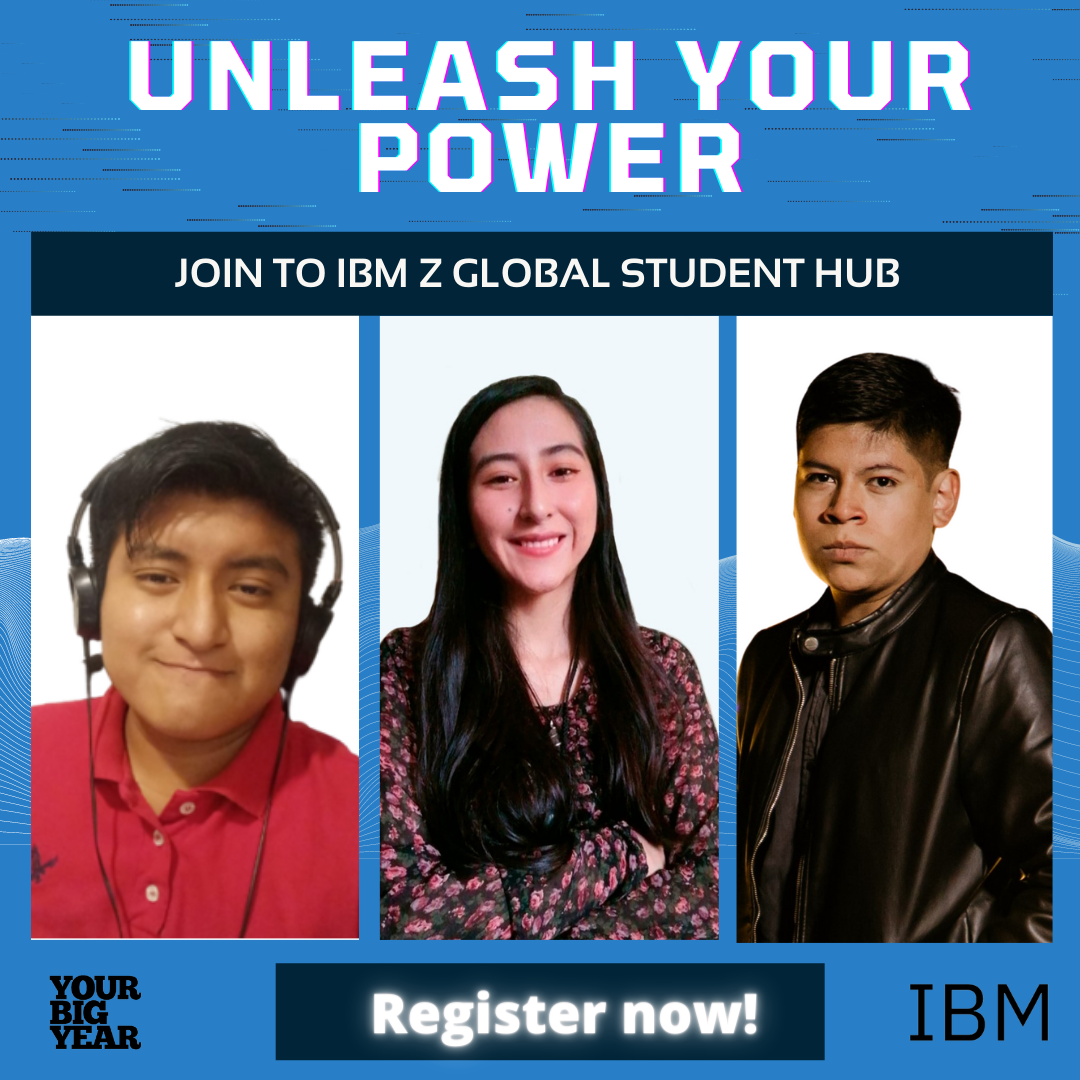 UNLEASH YOUR
POWER
JOIN TO IBM Z GLOBAL STUDENT HUB
YOUR
BIG
YEAR
Register now!
IBM